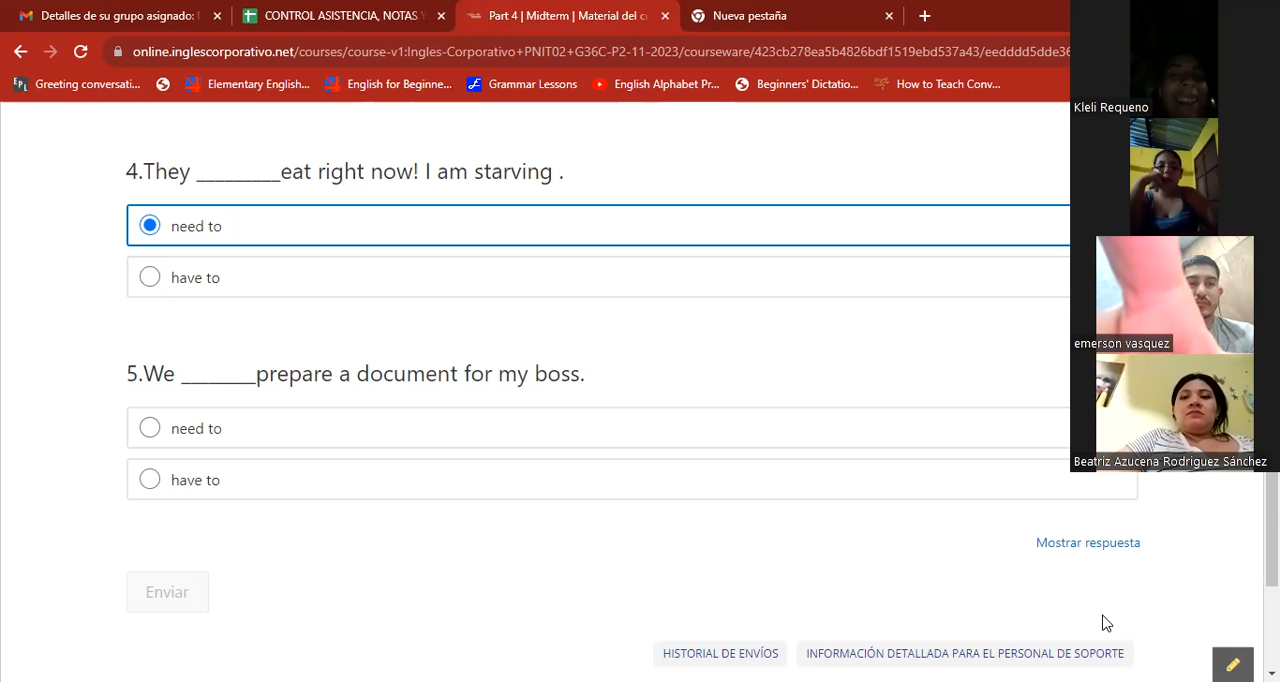 Detalles de su grupo asignado:
CONTROL ASISTENCIA, NOTAS Y
Part 4 | Midterm | Material del cu
Nueva pestaña
online.inglescorporativo.net/courses/course-v1:Ingles-Corporativo+PNIT02+G36C-P2-11-2023/courseware/423cb278ea5b4826bdf1519ebd537a43/eedddd5dde36
Greeting conversati...
Elementary English...
English for Beginne...
Grammar Lessons
English Alphabet Pr...
Beginners' Dictatio...
How to Teach Conv...
Kleli Requeno
4.They _________eat right now! I am starving .
need to
have to
emerson vasquez
5.We ________prepare a document for my boss.
need to
Beatriz Azucena Rodriguez Sánchez
have to
Mostrar respuesta
Enviar
HISTORIAL DE ENVÍOS
INFORMACIÓN DETALLADA PARA EL PERSONAL DE SOPORTE